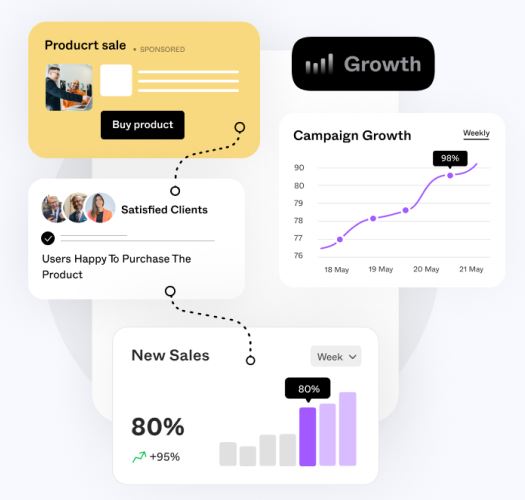 Producrt sale • SPONSORED
Buy product
Growth
Campaign Growth Weekly
98%
90
80
79
78
77
76
18 May 19 May 20 May 21 May
Satisfied Clients
Users Happy To Purchase The
Product
New Sales Week
80%
80%
+95%